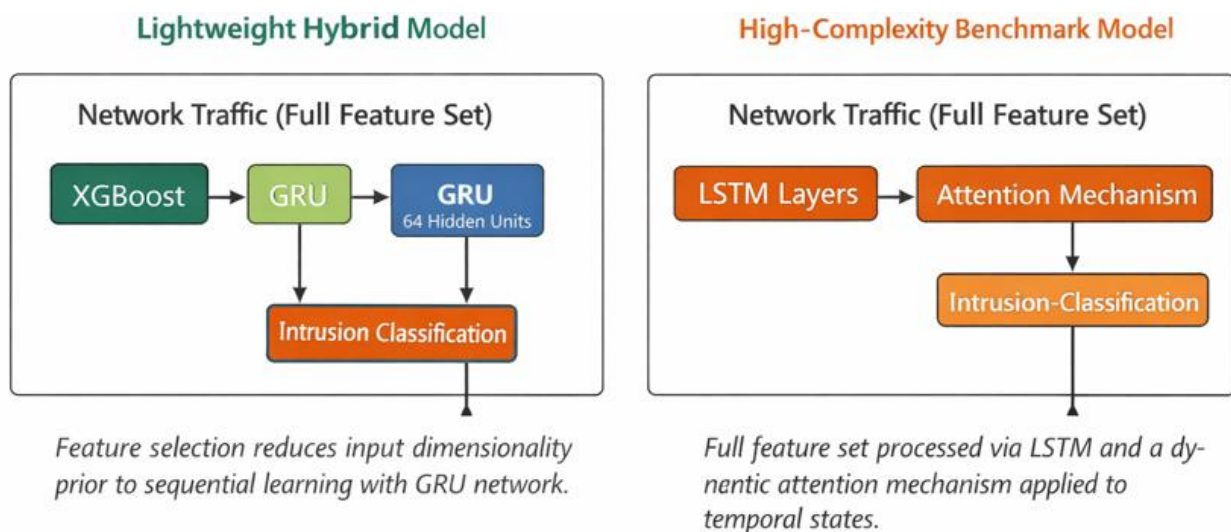 Lightweight Hybrid Model
Network Traffic (Full Feature Set)
XGBoost
GRU
GRU
64 Hidden Units
Intrusion Classification
Feature selection reduces input dimensionality
prior to sequential learning with GRU network.
High-Complexity Benchmark Model
Network Traffic (Full Feature Set)
LSTM Layers
Attention Mechanism
Intrusion-Classification
Full feature set processed via LSTM and a dy-
nantic attention mechanism applied to
temporal states.